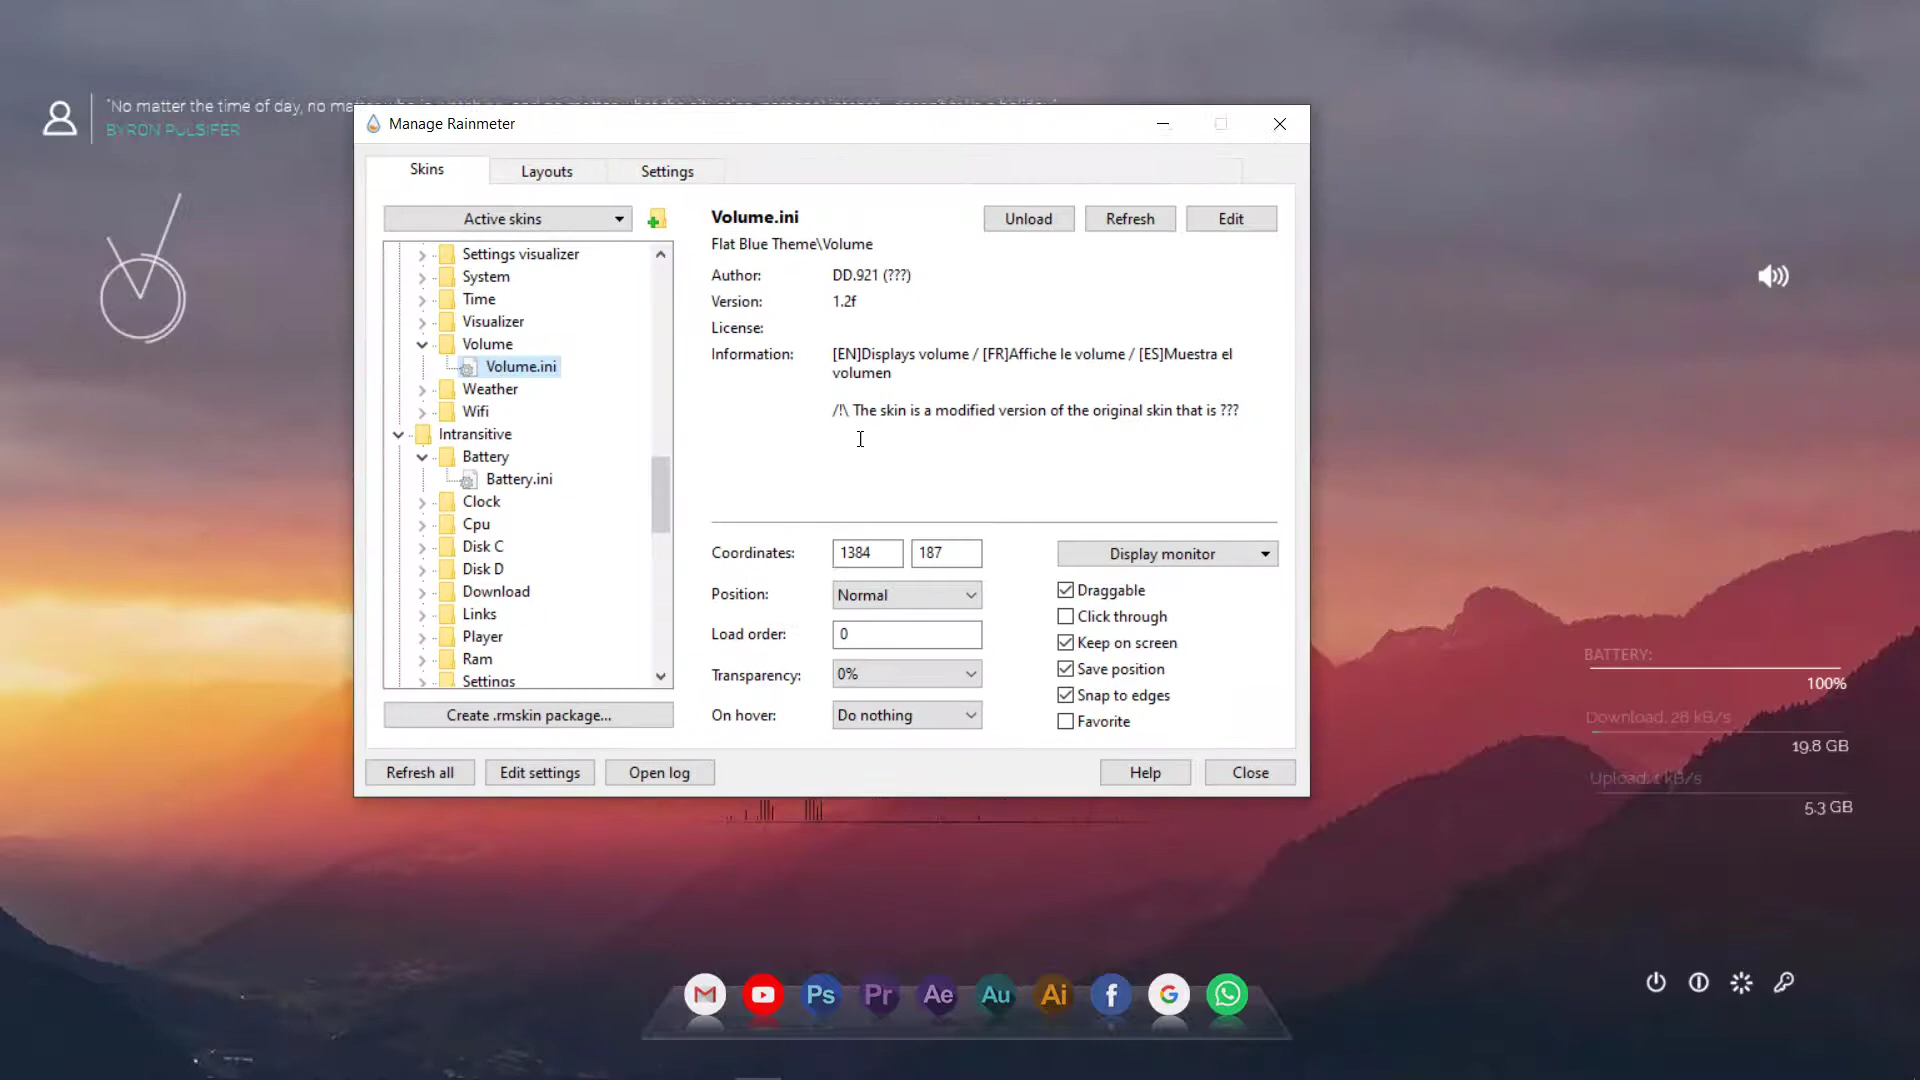 "No matter the time of day, no
BYRON PULSIFER
Manage Rainmeter
Skins
Layouts
Settings
Active skins
Settings visualizer
System
Time
Visualizer
Volume
Volume.ini
Weather
Wifi
Intransitive
Battery
Battery.ini
Clock
Cpu
Disk C
Disk D
Download
Links
Player
Ram
Settings
Create .rmskin package...
Volume.ini
Unload
Refresh
Edit
Flat Blue Theme\Volume
Author: DD.921 (???)
Version: 1.2f
License:
Information: [EN]Displays volume / [FR]Affiche le volume / [ES]Muestra el
volumen
/!\ The skin is a modified version of the original skin that is ???
Coordinates: 1384 187
Display monitor
Position: Normal
Load order: 0
Transparency: 0%
On hover: Do nothing
Draggable
Click through
Keep on screen
Save position
Snap to edges
Favorite
Refresh all
Edit settings
Open log
Help
Close
BATTERY:
100%
Download: 28 kB/s
19.8 GB
Upload: 1 kB/s
5.3 GB
Ps
Pr
Ae
Au
Ai
f
G